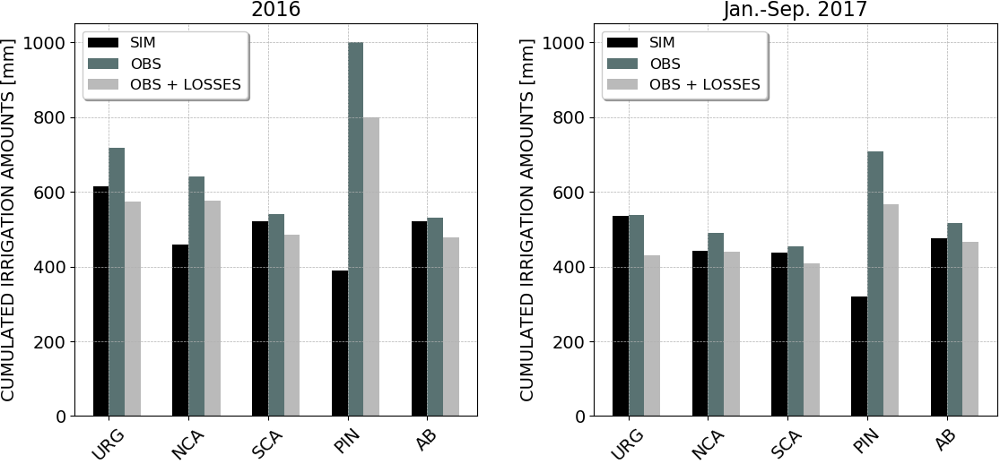 2016
CUMULATED IRRIGATION AMOUNTS [mm]
1000
800
600
400
200
0
SIM
OBS
OBS + LOSSES
URG
NCA
SCA
PIN
AB
Jan.-Sep. 2017
CUMULATED IRRIGATION AMOUNTS [mm]
1000
800
600
400
200
0
SIM
OBS
OBS + LOSSES
URG
NCA
SCA
PIN
AB